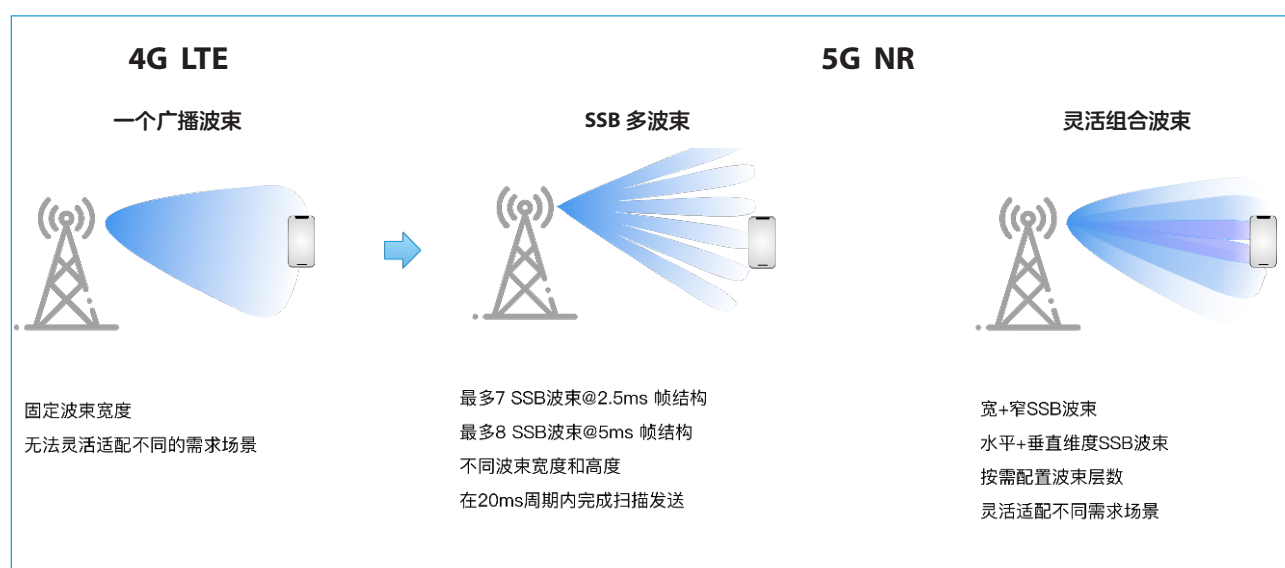 4G LTE
5G NR
一个广播波束
SSB 多波束
灵活组合波束
固定波束宽度
无法灵活适配不同的需求场景
最多7 SSB波束@2.5ms 帧结构
最多8 SSB波束@5ms 帧结构
不同波束宽度和高度
在20ms周期内完成扫描发送
宽+窄SSB波束
水平+垂直维度SSB波束
按需配置波束层数
灵活适配不同需求场景